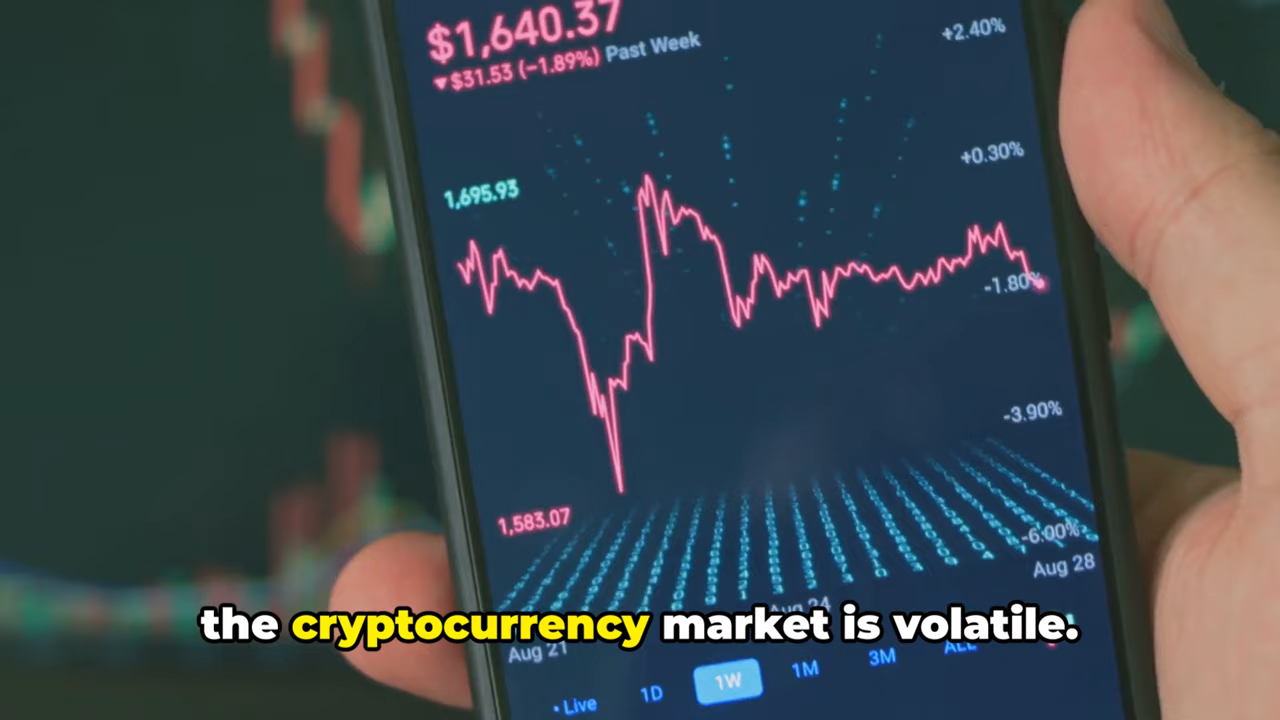 $1,640.37
▼$31.53 (-1.89%) Past Week
+2.40%
+0.30%
1,695.93
-1.80%
-3.90%
1,583.07
-6.00%
Aug 28
Aug 24
the cryptocurrency market is volatile.
Aug 21
• Live 1D 1W 1M 3M ALL